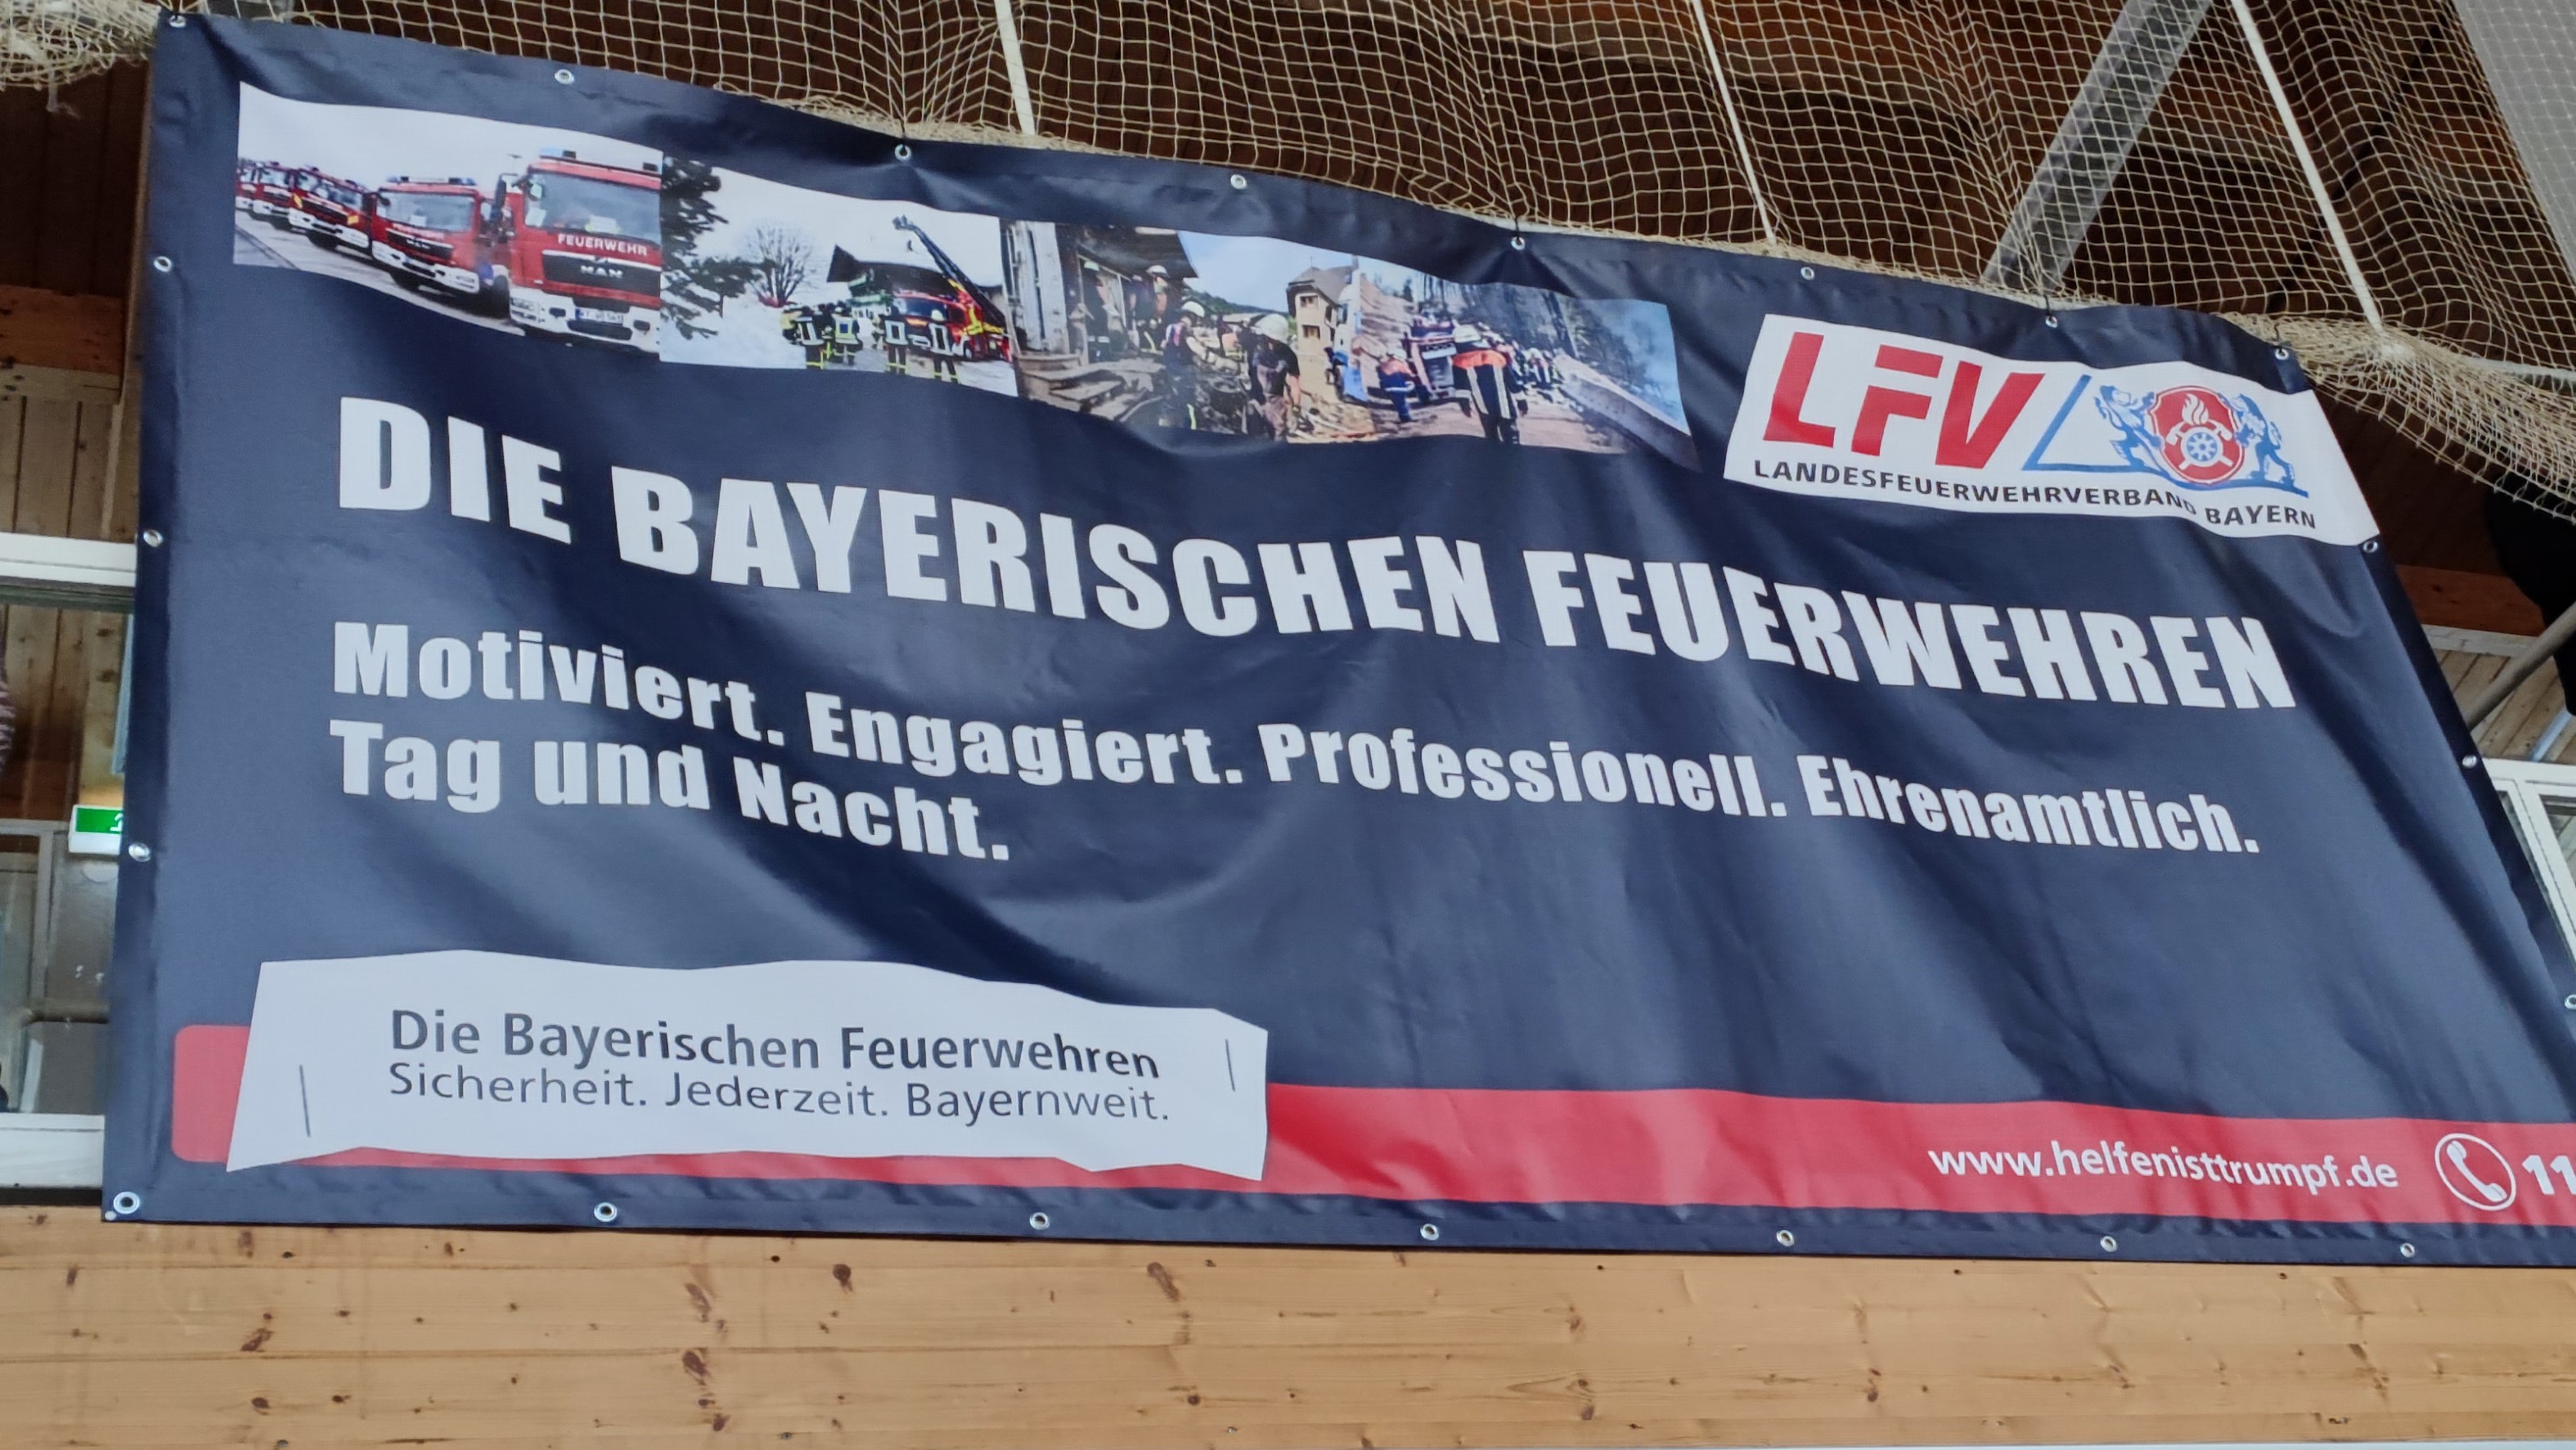 FEUERWEHR
MAN
LFV
LANDESFEUERWEHRVERBAND BAYERN
DIE BAYERISCHEN FEUERWEHREN
Motiviert. Engagiert. Professionell. Ehrenamtlich.
Tag und Nacht.
Die Bayerischen Feuerwehren
Sicherheit. Jederzeit. Bayernweit.
www.helfenisttrumpf.de
11